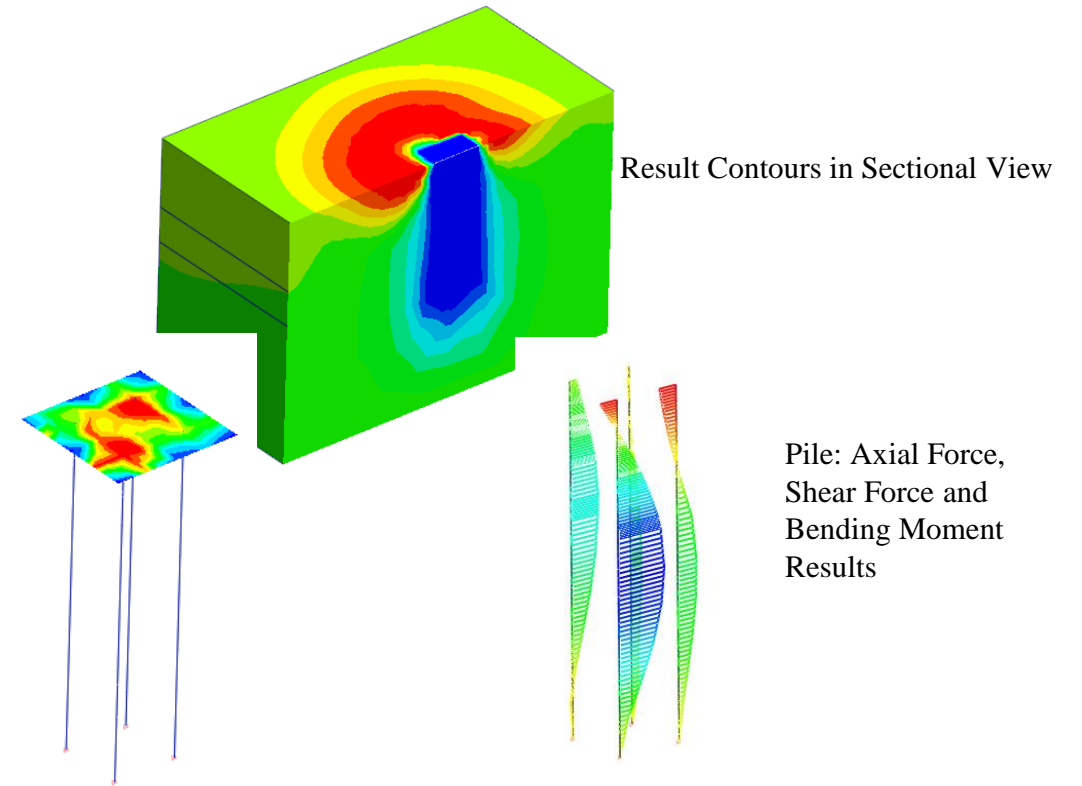 Result Contours in Sectional View
Pile: Axial Force,
Shear Force and
Bending Moment
Results